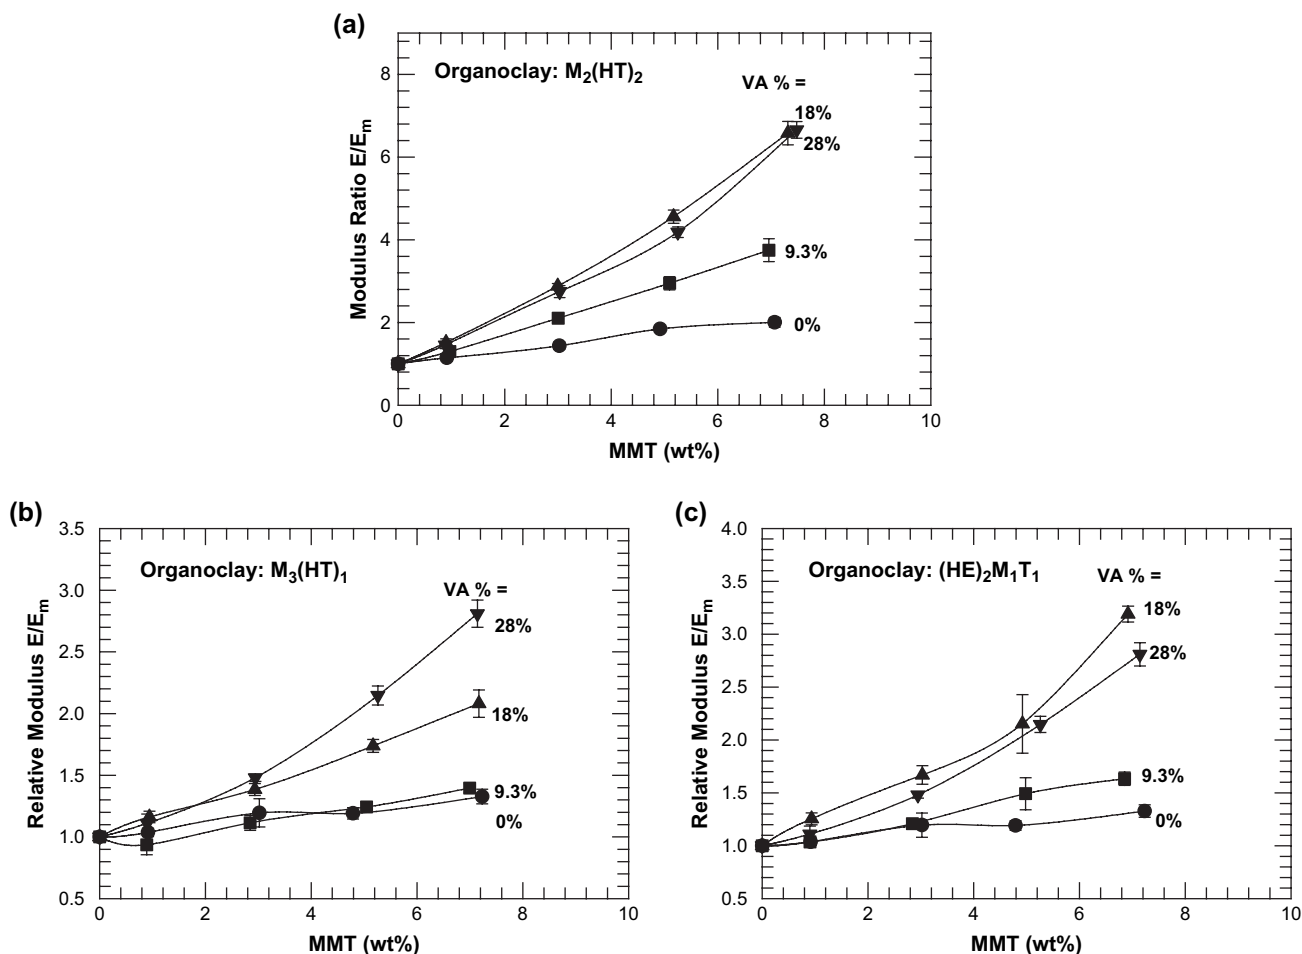 (a)
Organoclay: M₂(HT)₂
VA % =
18%
28%
9.3%
0%
8
6
4
2
0
Modulus Ratio E/Eₘ
0 2 4 6 8 10
MMT (wt%)
(b)
Organoclay: M₃(HT)₁
VA % =
28%
18%
9.3%
0%
3.5
3.0
2.5
2.0
1.5
1.0
0.5
Relative Modulus E/Eₘ
0 2 4 6 8 10
MMT (wt%)
(c)
Organoclay: (HE)₂M₁T₁
VA % =
18%
28%
9.3%
0%
4.0
3.5
3.0
2.5
2.0
1.5
1.0
0.5
Relative Modulus E/Eₘ
0 2 4 6 8 10
MMT (wt%)